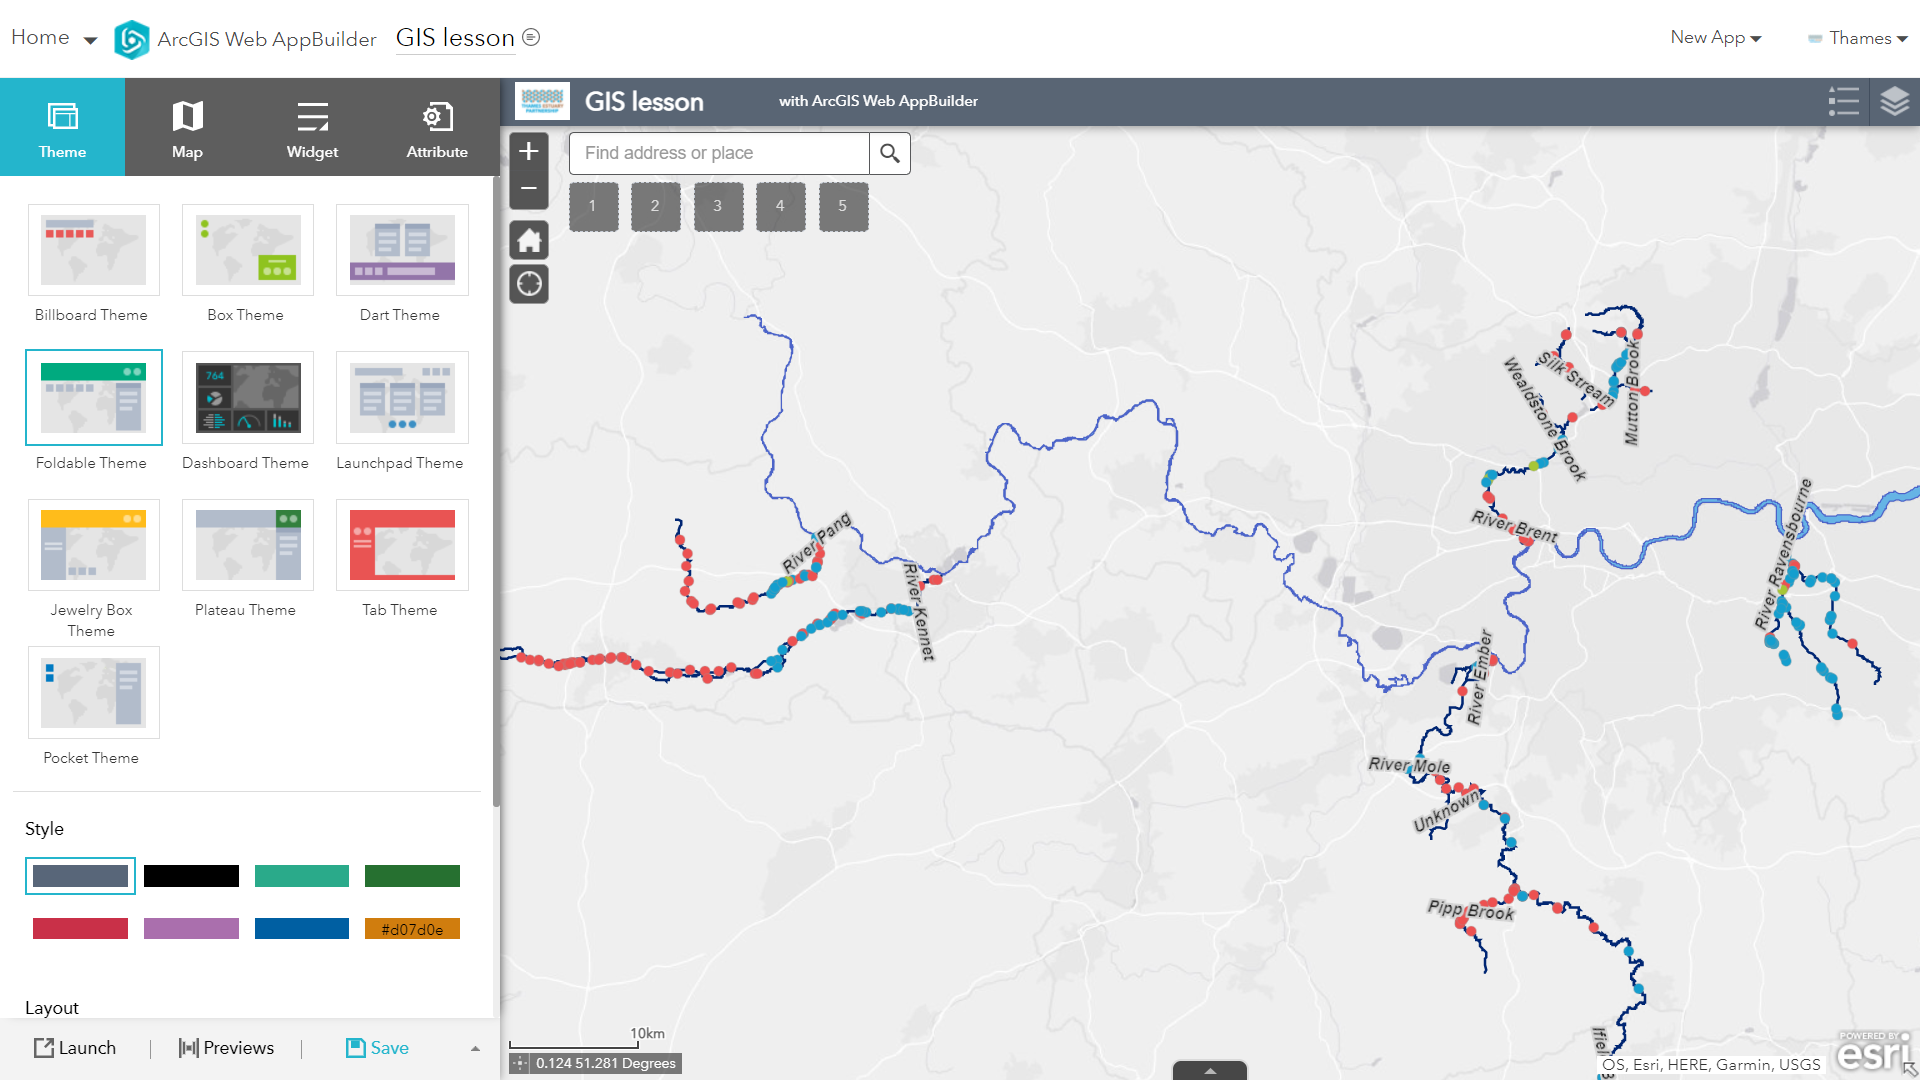 Home
ArcGIS Web AppBuilder
GIS lesson
New App
Thames
Theme
Map
Widget
Attribute
THAMES ESTUARY
PARTNERSHIP
GIS lesson
with ArcGIS Web AppBuilder
+
Find address or place
−
1
2
3
4
5
Billboard Theme
Box Theme
Dart Theme
764
Foldable Theme
Dashboard Theme
Launchpad Theme
Jewelry Box
Theme
Plateau Theme
Tab Theme
Pocket Theme
Style
#d07d0e
Layout
Launch
Previews
Save
Silk Stream
Mutton Brook
Wealdstone Brook
River Brent
River Ravensbourne
River Pang
River Kennet
River Ember
River Mole
Unknown
Pipp Brook
10km
0.124 51.281 Degrees
OS, Esri, HERE, Garmin, USGS
POWERED BY
esri